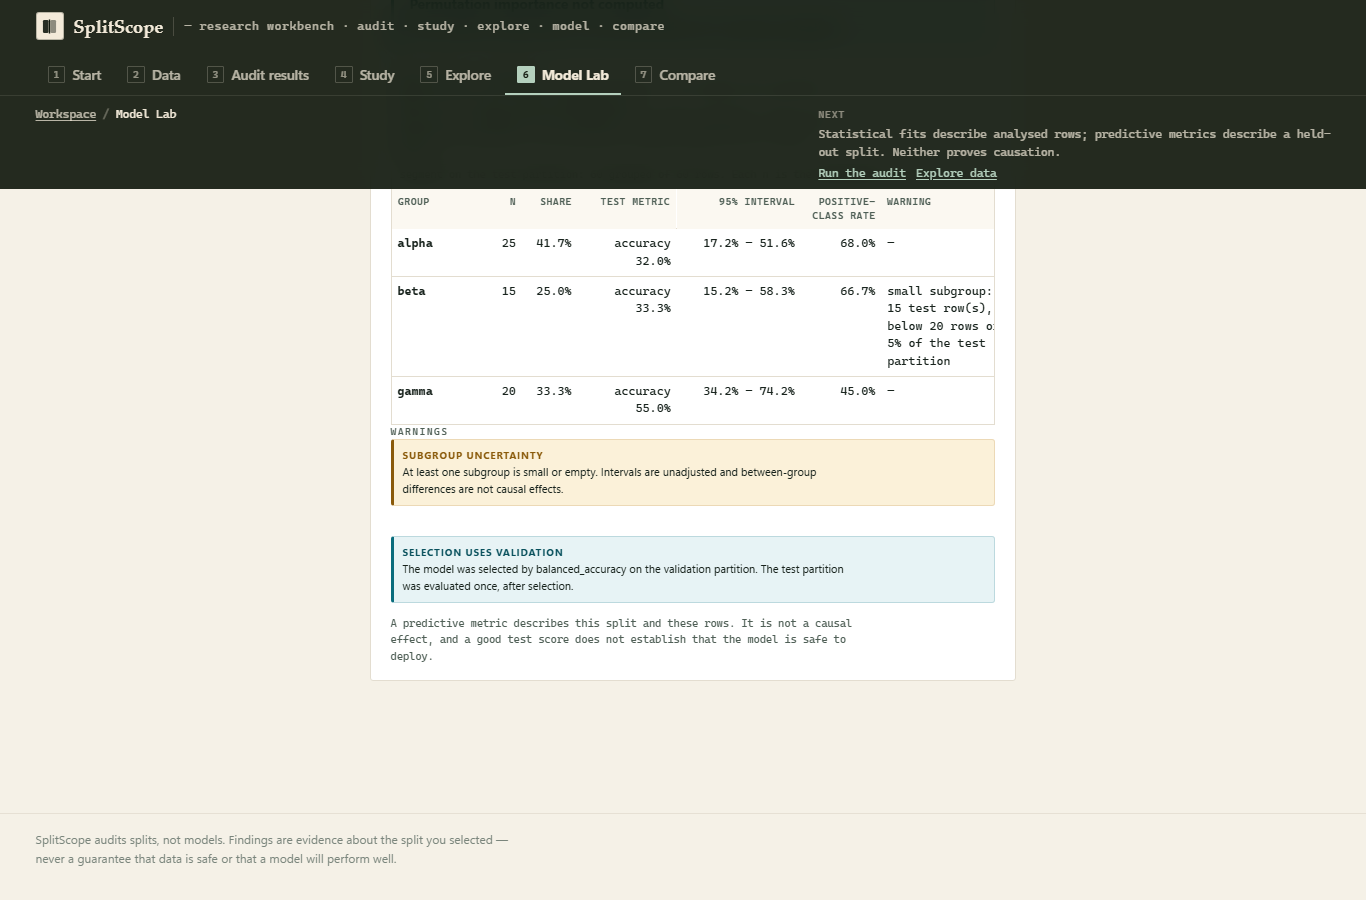 Permutation importance not computed
SplitScope
— research workbench · audit · study · explore · model · compare
1 Start 2 Data 3 Audit results 4 Study 5 Explore 6 Model Lab 7 Compare
Workspace / Model Lab
NEXT
Statistical fits describe analysed rows; predictive metrics describe a held-
out split. Neither proves causation.
Run the audit Explore data
GROUP N SHARE TEST METRIC 95% INTERVAL POSITIVE-
CLASS RATE WARNING
alpha 25 41.7% accuracy 17.2% – 51.6% 68.0% —
32.0%
beta 15 25.0% accuracy 15.2% – 58.3% 66.7% small subgroup:
33.3% 15 test row(s),
below 20 rows
5% of the test
partition
gamma 20 33.3% accuracy 34.2% – 74.2% 45.0% —
55.0%
WARNINGS
SUBGROUP UNCERTAINTY
At least one subgroup is small or empty. Intervals are unadjusted and between-group
differences are not causal effects.
SELECTION USES VALIDATION
The model was selected by balanced_accuracy on the validation partition. The test partition
was evaluated once, after selection.
A predictive metric describes this split and these rows. It is not a causal
effect, and a good test score does not establish that the model is safe to
deploy.
SplitScope audits splits, not models. Findings are evidence about the split you selected —
never a guarantee that data is safe or that a model will perform well.